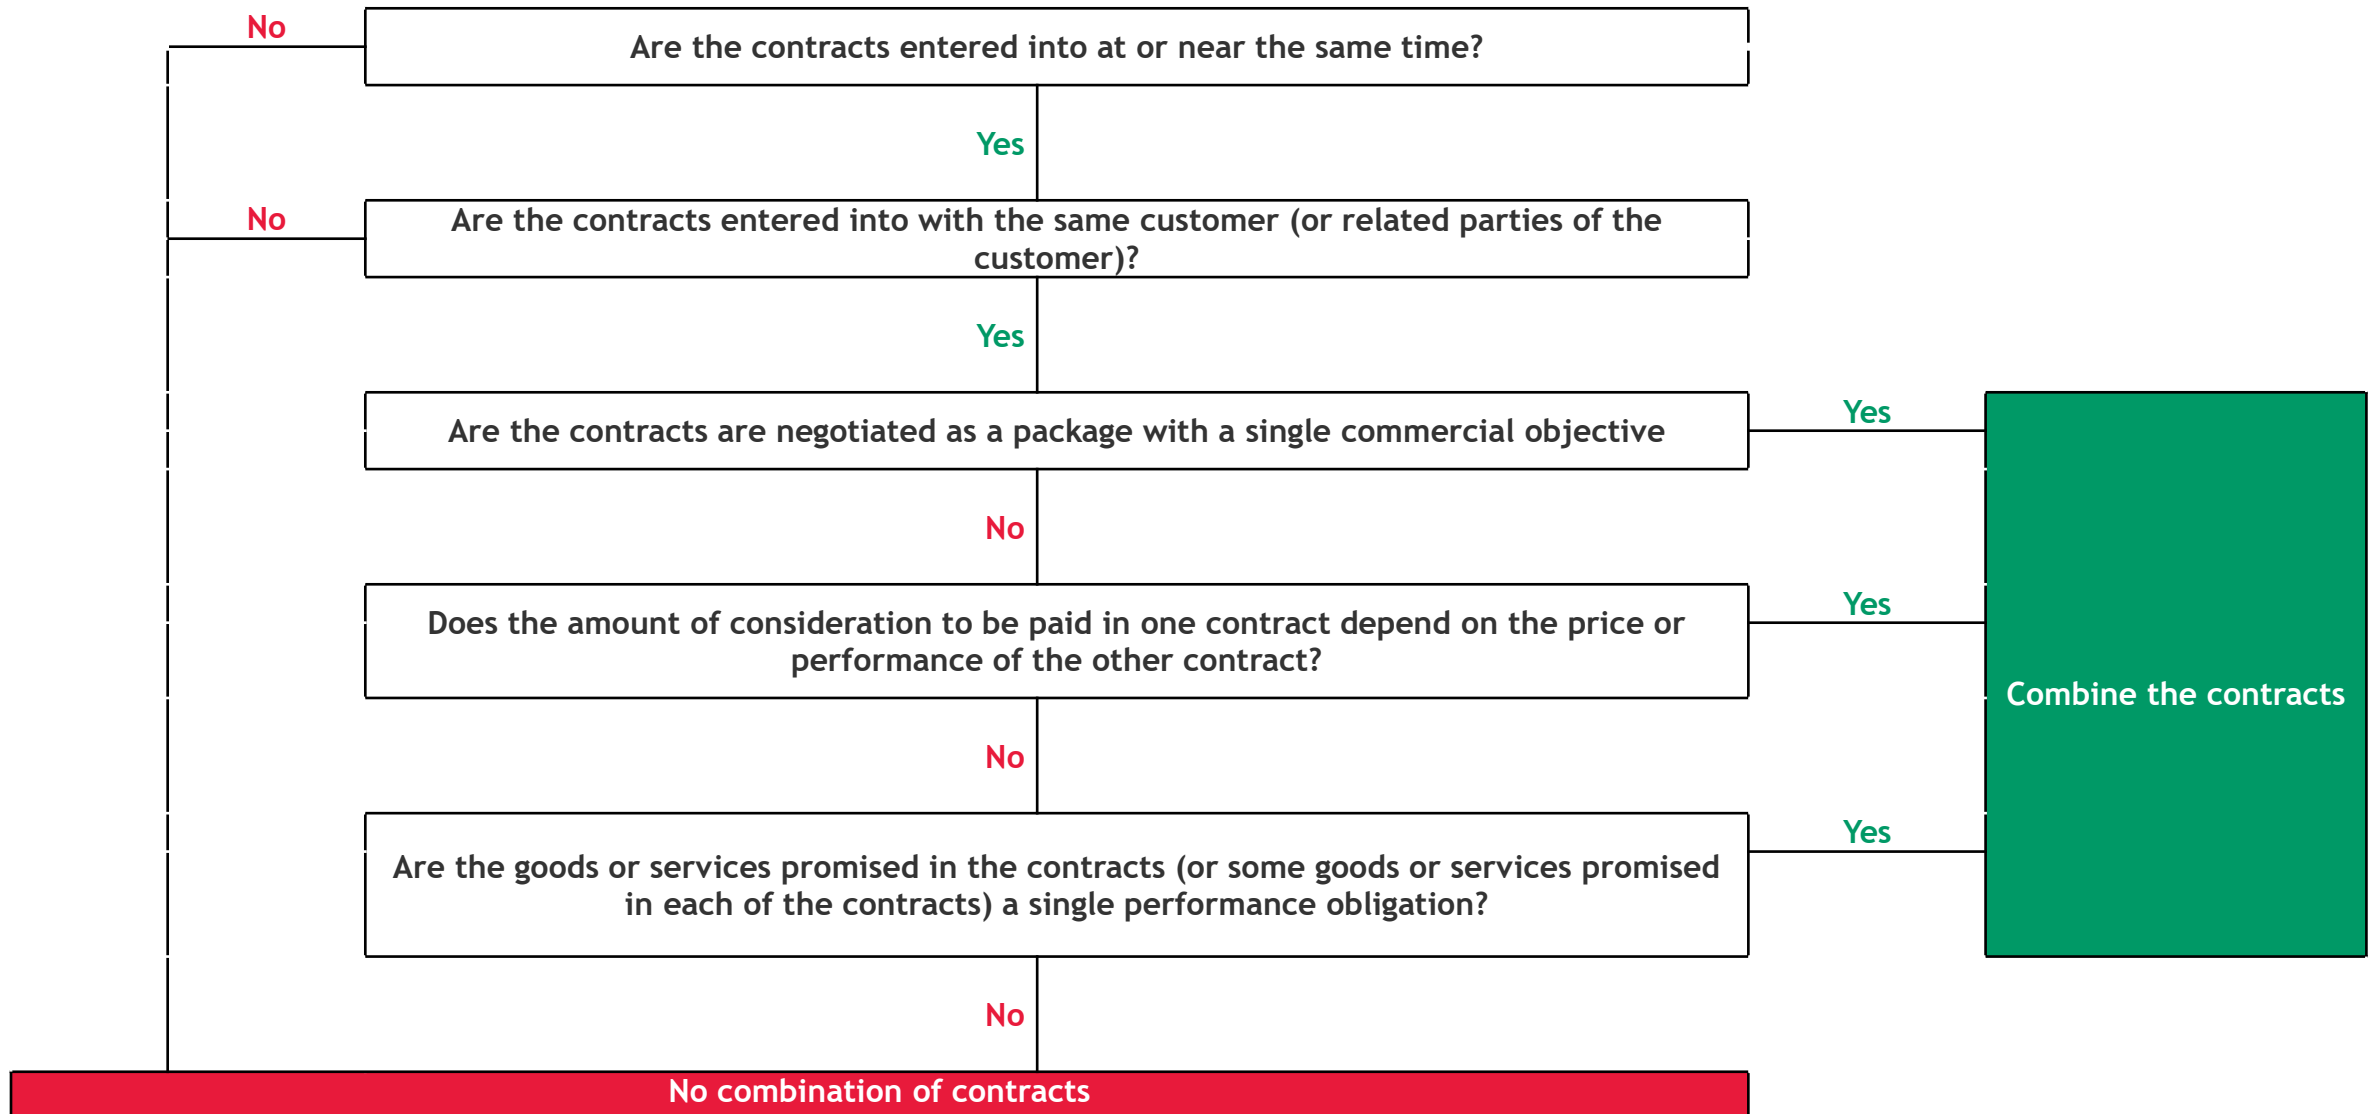 No
Are the contracts entered into at or near the same time?
Yes
No
Are the contracts entered into with the same customer (or related parties of the
customer)?
Yes
Are the contracts are negotiated as a package with a single commercial objective
Yes
No
Does the amount of consideration to be paid in one contract depend on the price or
performance of the other contract?
Yes
Combine the contracts
No
Are the goods or services promised in the contracts (or some goods or services promised
in each of the contracts) a single performance obligation?
Yes
No
No combination of contracts